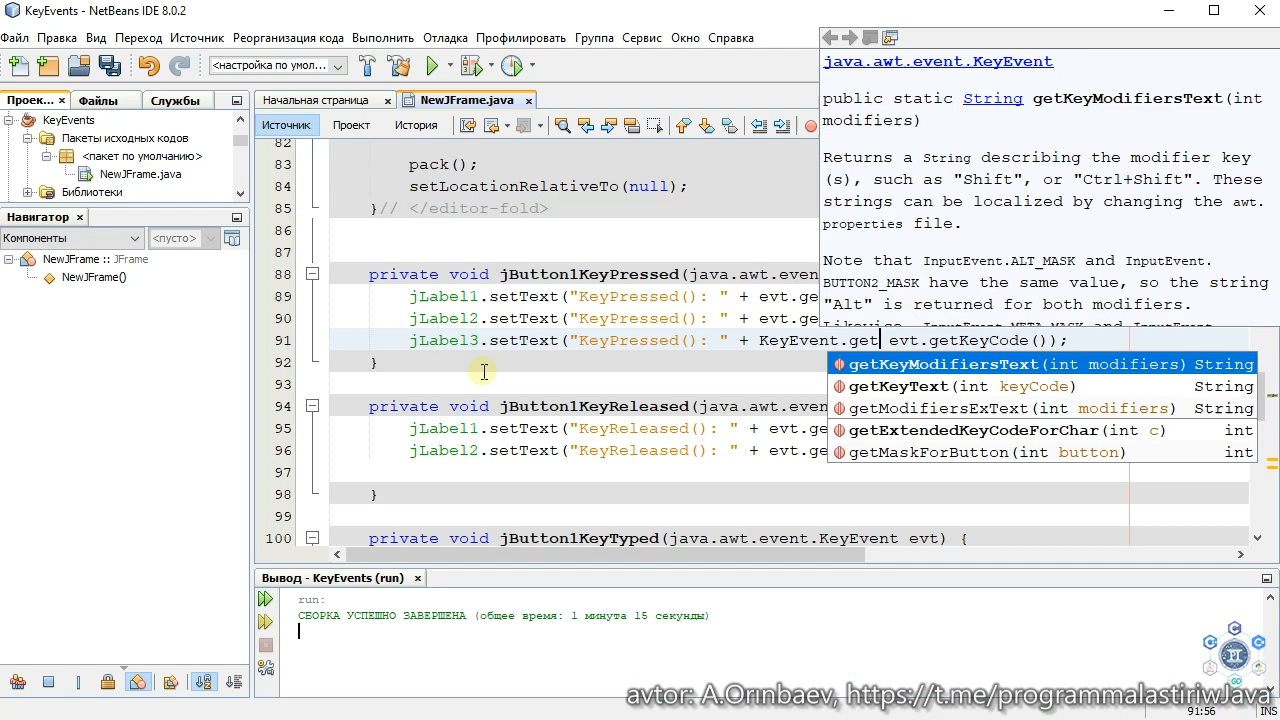 KeyEvents - NetBeans IDE 8.0.2
Файл Правка Вид Переход Источник Реорганизация кода Выполнить Отладка Профилировать Группа Сервис Окно Справка
<настройка по умол...
Проек... × Файлы Службы
KeyEvents
Пакеты исходных кодов
<пакет по умолчанию>
NewJFrame.java
Библиотеки
Навигатор ×
Компоненты <пусто>
NewJFrame :: JFrame
NewJFrame()
Начальная страница × NewJFrame.java ×
Источник Проект История
82
83 pack();
84 setLocationRelativeTo(null);
85 }// </editor-fold>
86
87
88 private void jButton1KeyPressed(java.awt.event
89 jLabel1.setText("KeyPressed(): " + evt.ge
90 jLabel2.setText("KeyPressed(): " + evt.ge
91 jLabel3.setText("KeyPressed(): " + KeyEvent.get evt.getKeyCode());
92 }
93
94 private void jButton1KeyReleased(java.awt.even
95 jLabel1.setText("KeyReleased(): " + evt.ge
96 jLabel2.setText("KeyReleased(): " + evt.ge
97
98 }
99
100 private void jButton1KeyTyped(java.awt.event.KeyEvent evt) {
java.awt.event.KeyEvent
public static String getKeyModifiersText(int
modifiers)
Returns a String describing the modifier key
(s), such as "Shift", or "Ctrl+Shift". These
strings can be localized by changing the awt.
properties file.
Note that InputEvent.ALT_MASK and InputEvent.
BUTTON2_MASK have the same value, so the string
"Alt" is returned for both modifiers.
Likewise, InputEvent.META_MASK and InputEvent
getKeyModifiersText(int modifiers) String
getKeyText(int keyCode) String
getModifiersExText(int modifiers) String
getExtendedKeyCodeForChar(int c) int
getMaskForButton(int button) int
Вывод - KeyEvents (run) ×
run:
СБОРКА УСПЕШНО ЗАВЕРШЕНА (общее время: 1 минута 15 секунды)
avtor: A.Orınbaev, https://t.me/programmalastiriwJava
91:56 INS